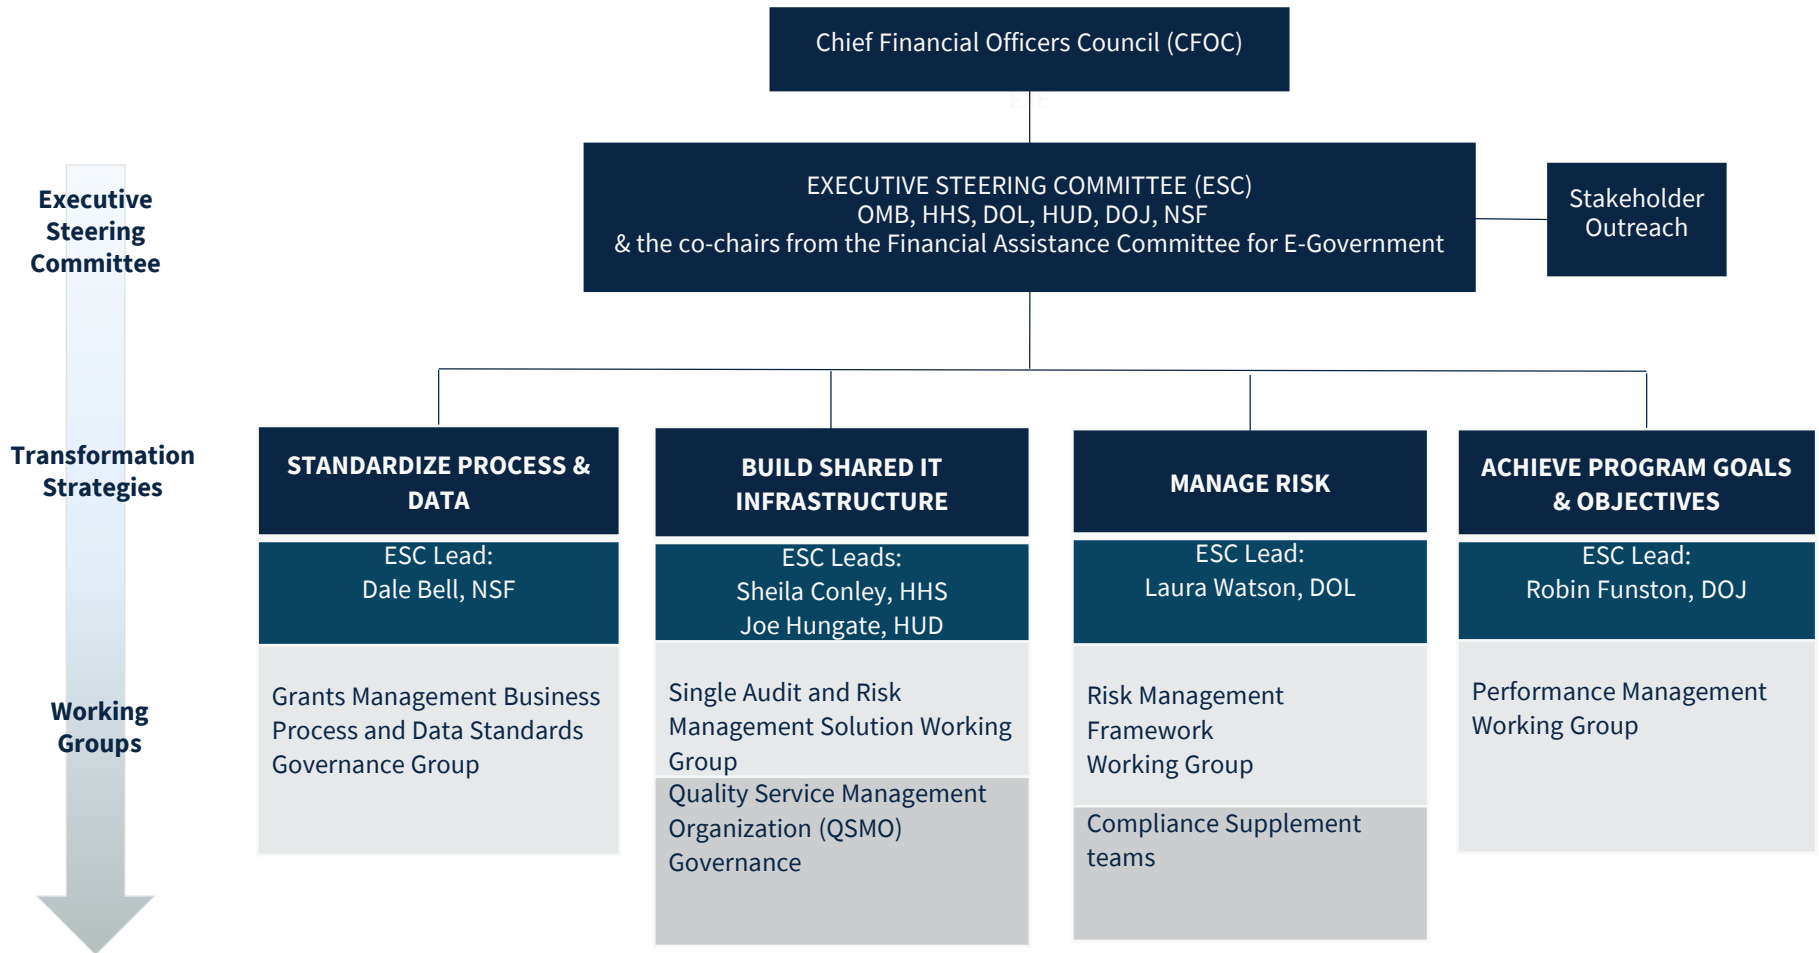 Chief Financial Officers Council (CFOC)
EXE
EXECUTIVE STEERING COMMITTEE (ESC)
OMB, HHS, DOL, HUD, DOJ, NSF
& the co-chairs from the Financial Assistance Committee for E-Government
Stakeholder
Outreach
Executive
Steering
Committee
Transformation
Strategies
Working
Groups
STANDARDIZE PROCESS &
DATA
ESC Lead:
Dale Bell, NSF
Grants Management Business
Process and Data Standards
Governance Group
BUILD SHARED IT
INFRASTRUCTURE
ESC Leads:
Sheila Conley, HHS
Joe Hungate, HUD
Single Audit and Risk
Management Solution Working
Group
Quality Service Management
Organization (QSMO)
Governance
MANAGE RISK
ESC Lead:
Laura Watson, DOL
Risk Management
Framework
Working Group
Compliance Supplement
teams
ACHIEVE PROGRAM GOALS
& OBJECTIVES
ESC Lead:
Robin Funston, DOJ
Performance Management
Working Group